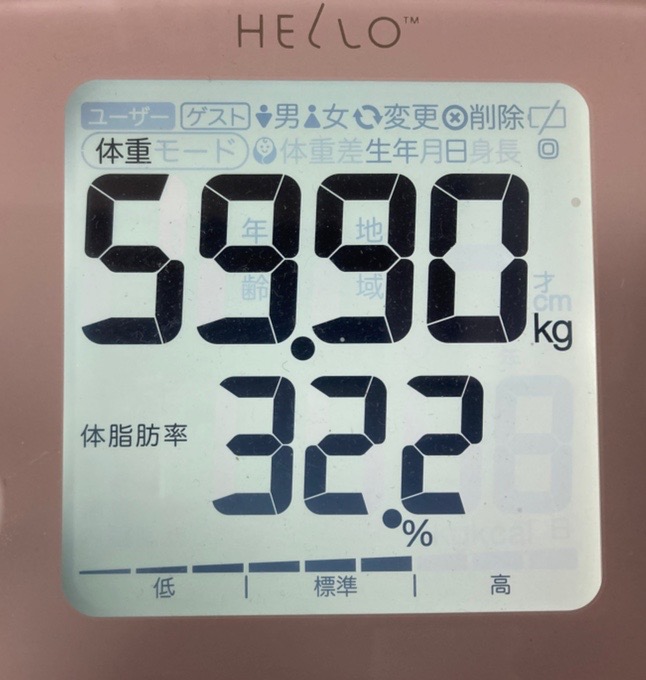 HELLO™
ユーザー ゲスト 男 女 変更 削除
体重モード 体重差 生年月日 身長
年齢 地域
59.90 才 cm kg
体脂肪率 32.2 %
低 標準 高